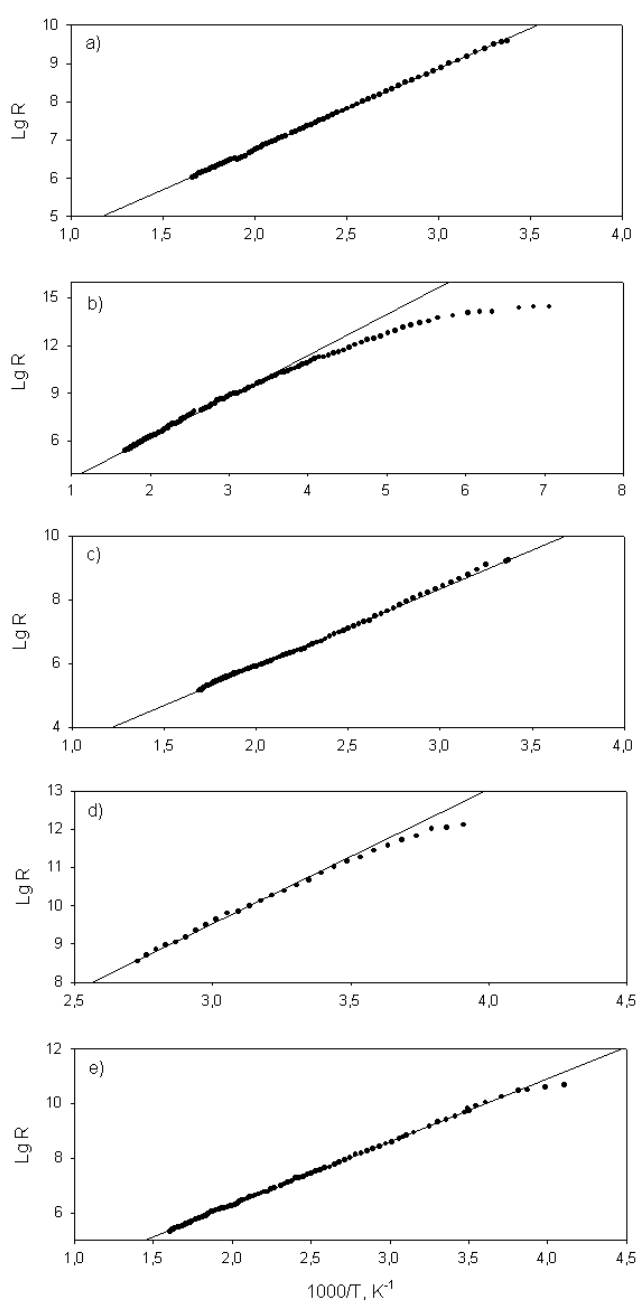 a)
Lg R
10
9
8
7
6
5
1,0 1,5 2,0 2,5 3,0 3,5 4,0
b)
Lg R
15
12
9
6
1 2 3 4 5 6 7 8
c)
Lg R
10
8
6
4
1,0 1,5 2,0 2,5 3,0 3,5 4,0
d)
Lg R
13
12
11
10
9
8
2,5 3,0 3,5 4,0 4,5
e)
Lg R
12
10
8
6
1,0 1,5 2,0 2,5 3,0 3,5 4,0 4,5
1000/T, K⁻¹